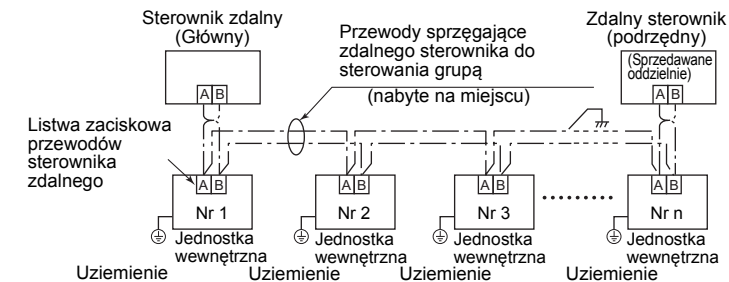 Sterownik zdalny
(Główny)
Przewody sprzęgające
zdalnego sterownika do
sterowania grupą
(nabyte na miejscu)
Zdalny sterownik
(podrzędny)
(Sprzedawane
oddzielnie)
A B
A B
Listwa zaciskowa
przewodów
sterownika
zdalnego
A B
A B
A B
A B
Nr 1
Nr 2
Nr 3
Nr n
Jednostka
wewnętrzna
Jednostka
wewnętrzna
Jednostka
wewnętrzna
Jednostka
wewnętrzna
Uziemienie
Uziemienie
Uziemienie
Uziemienie